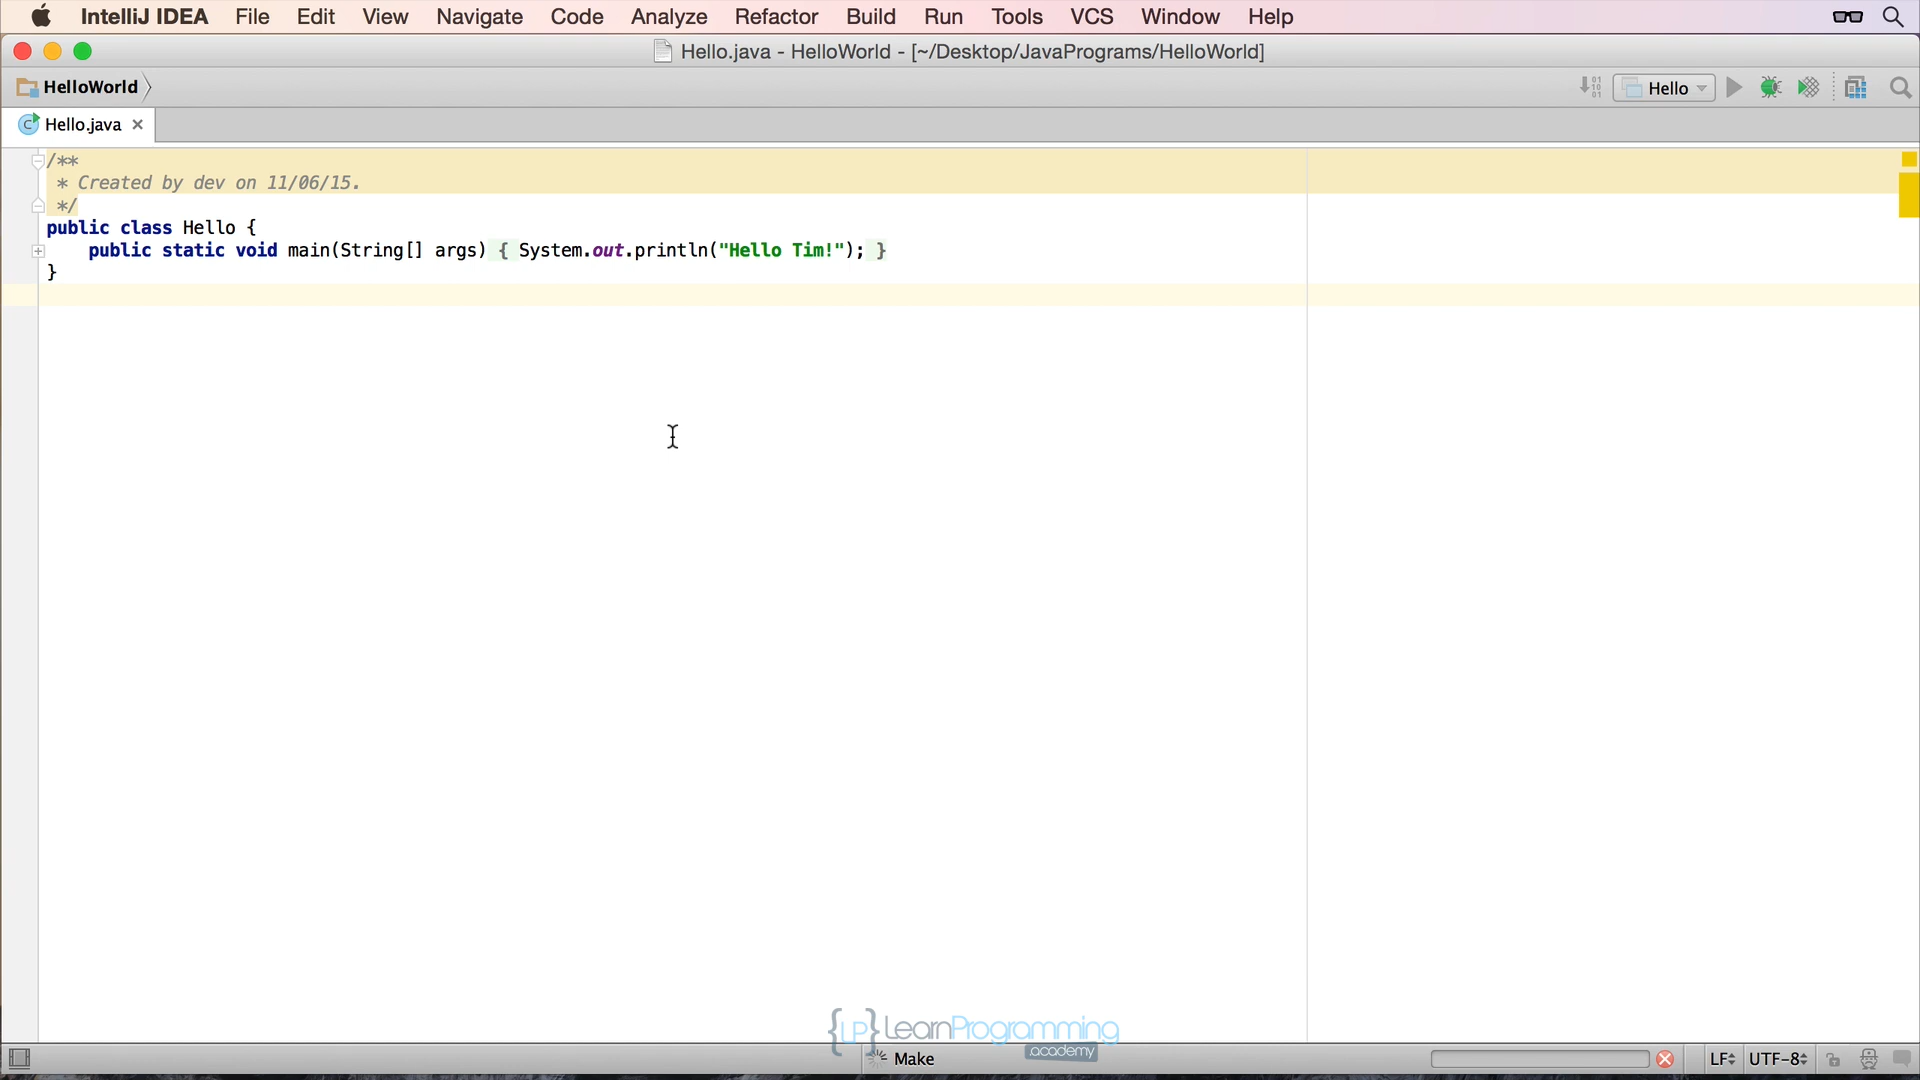 IntelliJ IDEA File Edit View Navigate Code Analyze Refactor Build Run Tools VCS Window Help
Hello.java - HelloWorld - [~/Desktop/JavaPrograms/HelloWorld]
HelloWorld
Hello
Hello.java
/**
 * Created by dev on 11/06/15.
 */
public class Hello {
    public static void main(String[] args) { System.out.println("Hello Tim!"); }
}
{LP} LearnProgramming
.academy
Make
LF UTF-8